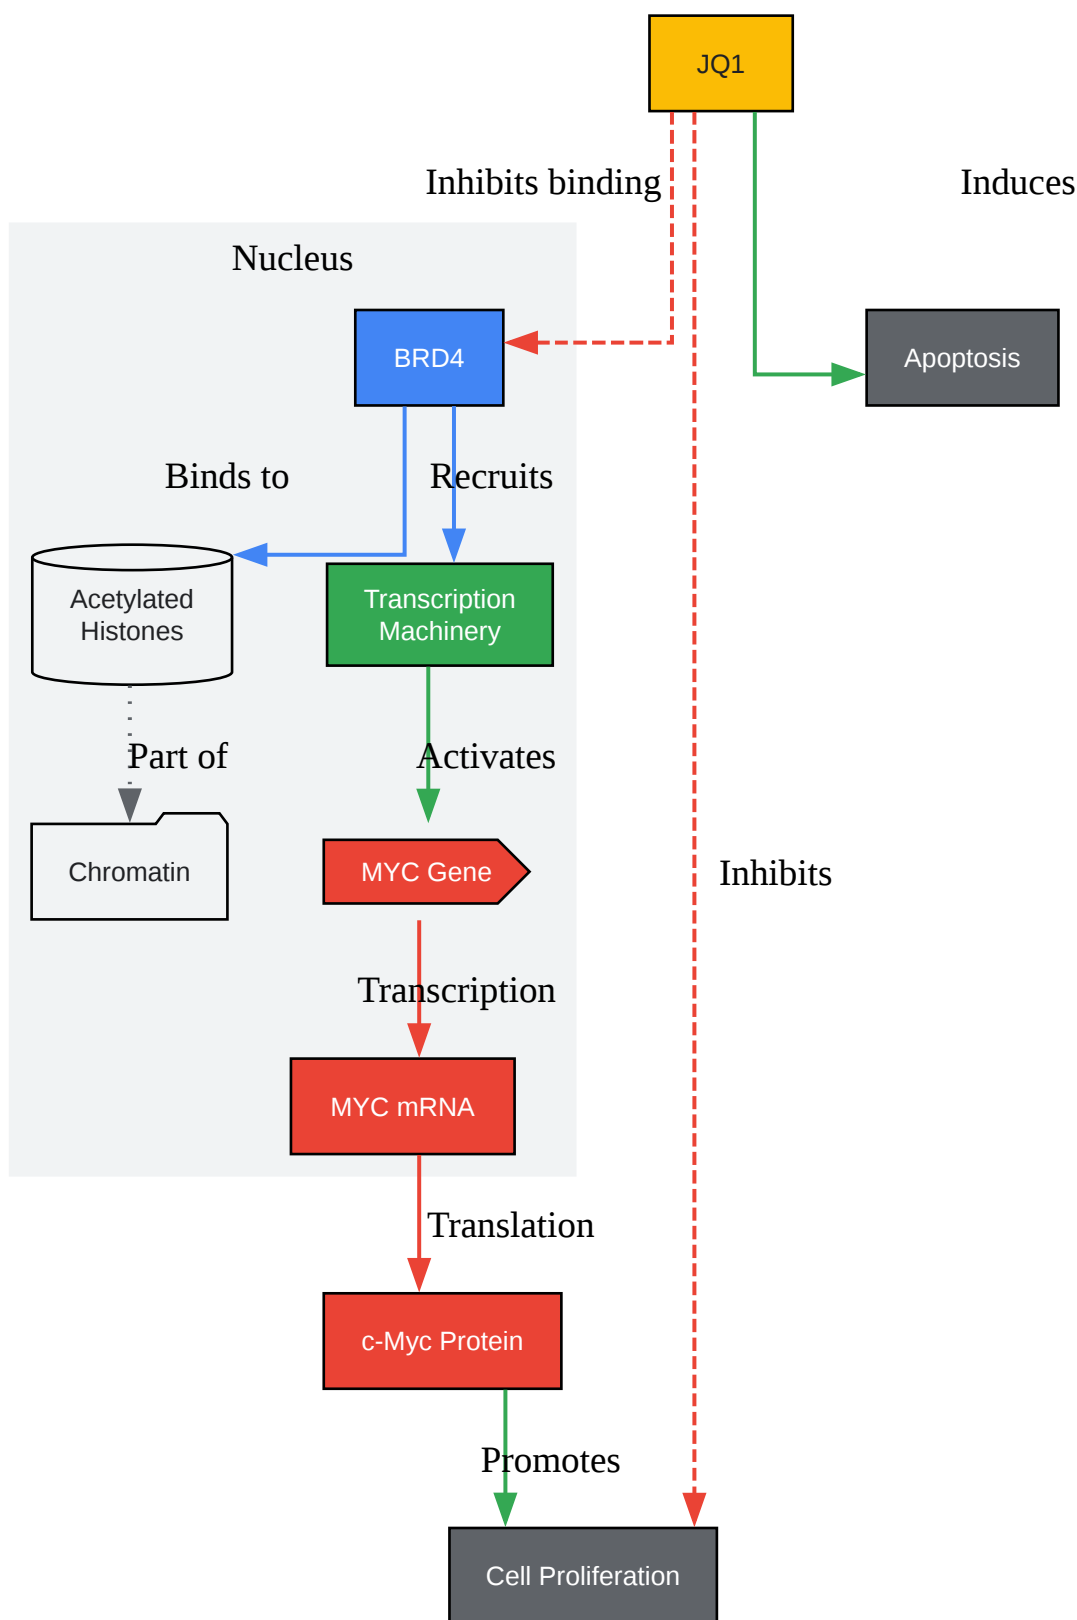 JQ1
Inhibits binding
Induces
Nucleus
BRD4
Apoptosis
Binds to
Recruits
Acetylated
Histones
Transcription
Machinery
Part of
Activates
Chromatin
MYC Gene
Inhibits
Transcription
MYC mRNA
Translation
c-Myc Protein
Promotes
Cell Proliferation